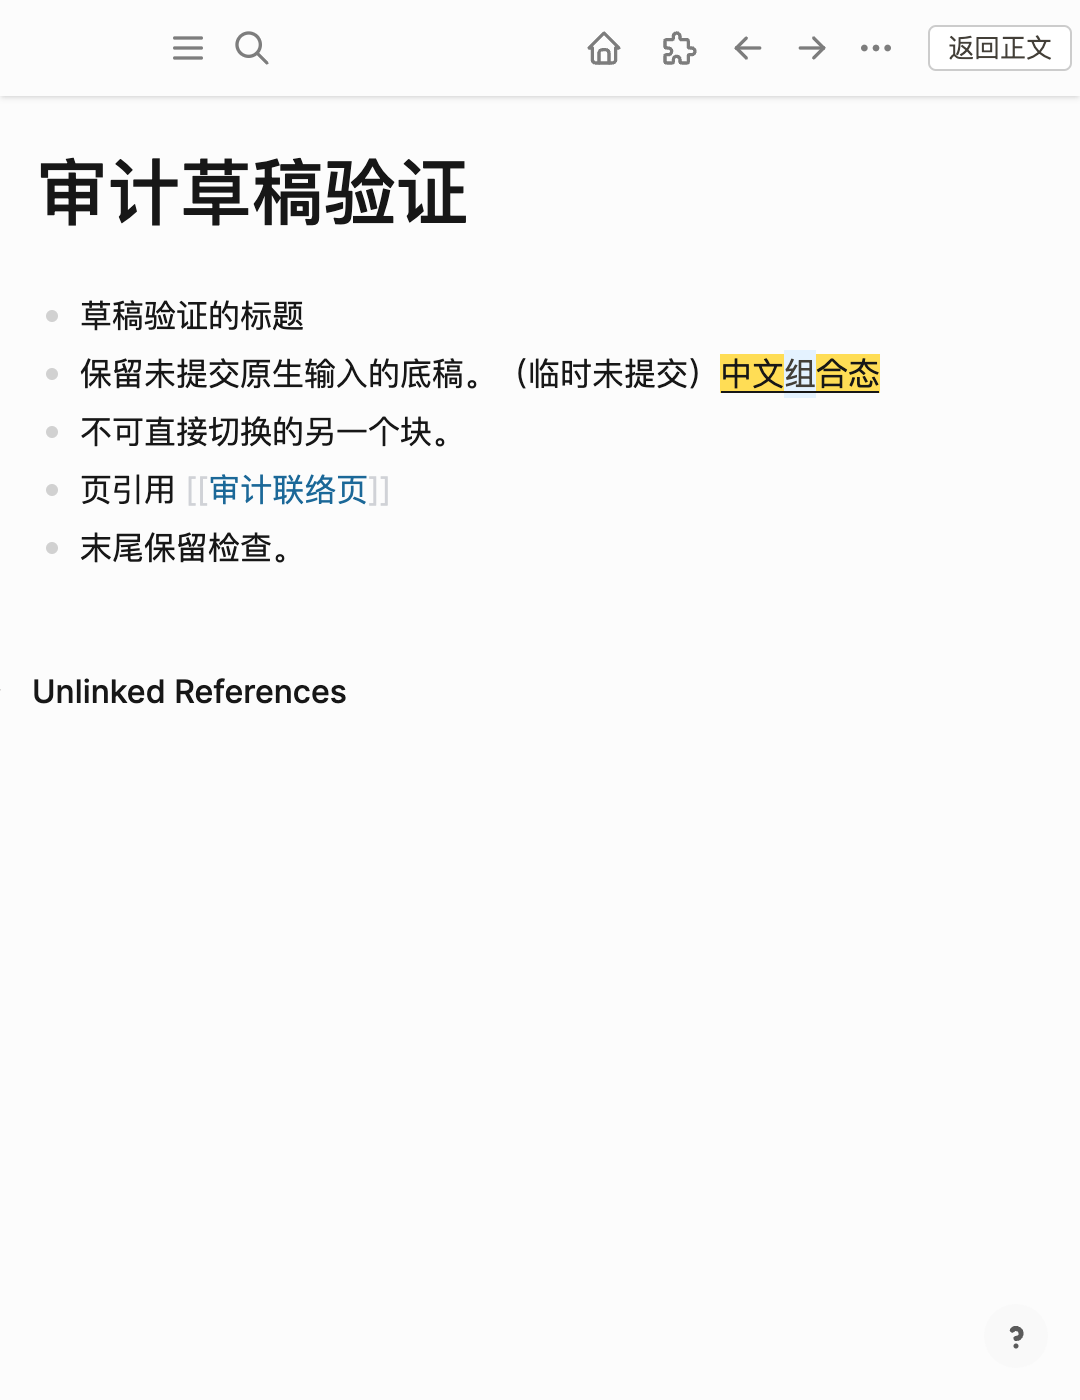 返回正文
审计草稿验证
草稿验证的标题
保留未提交原生输入的底稿。（临时未提交）中文组合态
不可直接切换的另一个块。
页引用 [[审计联络页]]
末尾保留检查。
Unlinked References
?